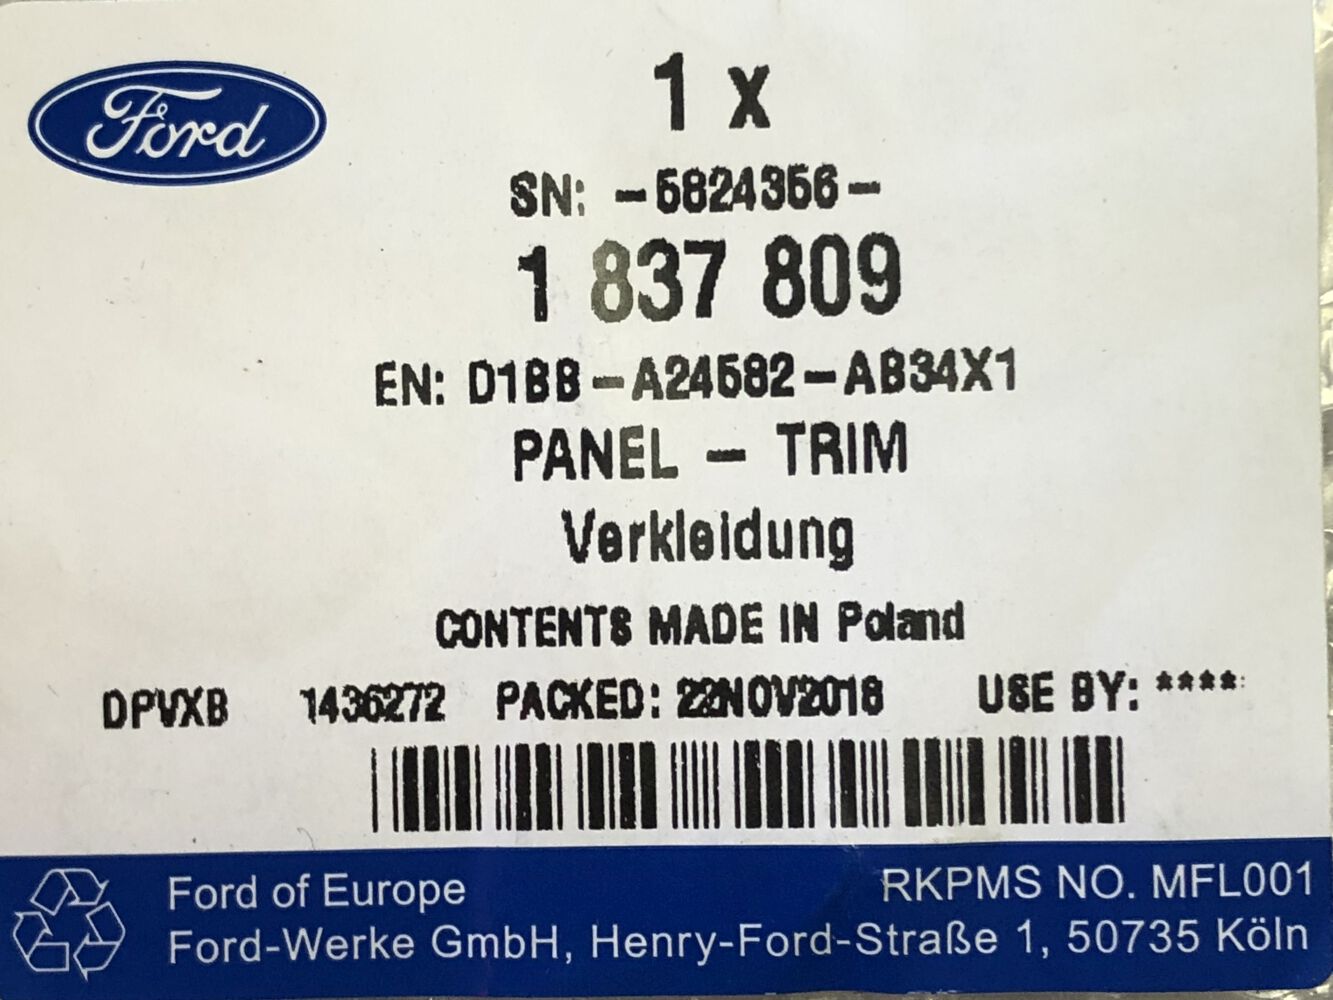 Ford
1 x
SN: -5824356-
1 837 809
EN: D1BB-A24582-AB34X1
PANEL - TRIM
Verkleidung
CONTENTS MADE IN Poland
DPVXB 1436272 PACKED: 22NOV2018 USE BY: ****
Ford of Europe RKPMS NO. MFL001
Ford-Werke GmbH, Henry-Ford-Straße 1, 50735 Köln